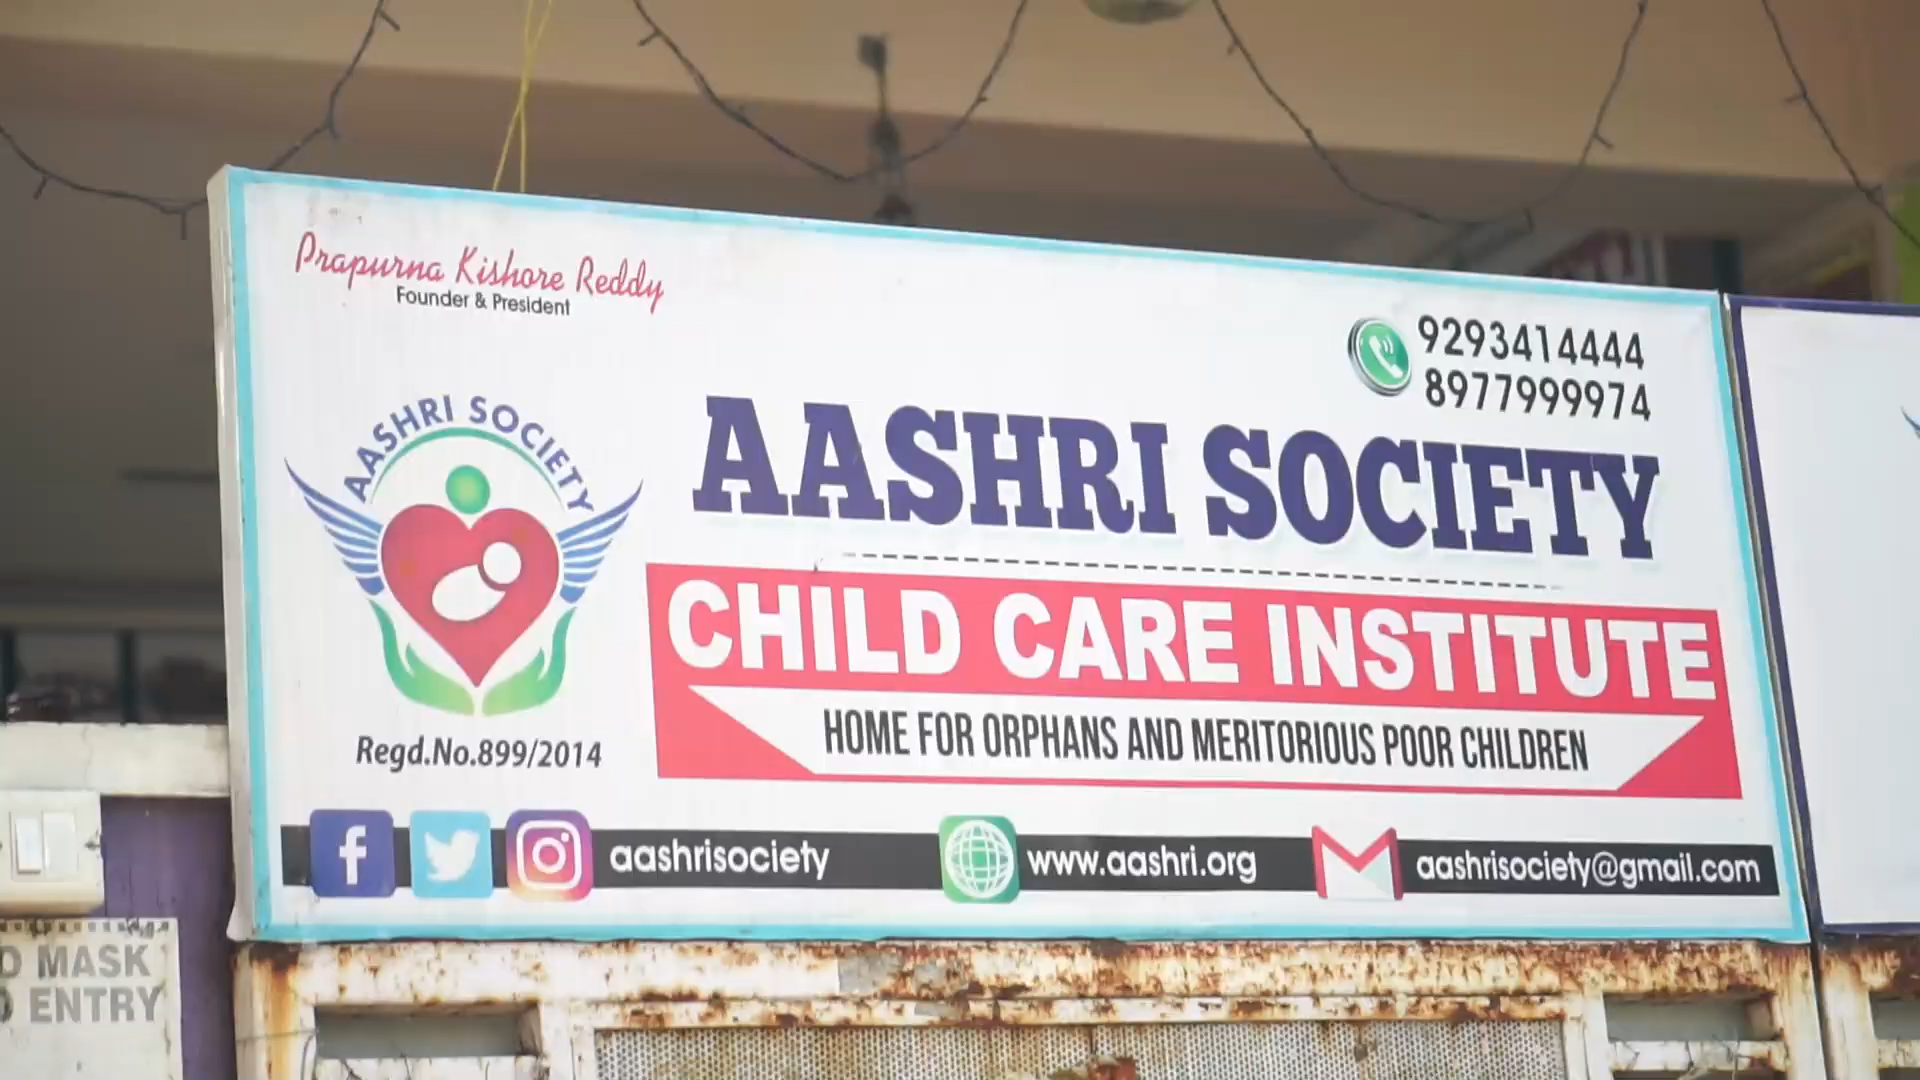 Prapurna Kishore Reddy
Founder & President
9293414444
8977999974
AASHRI SOCIETY
AASHRI SOCIETY
CHILD CARE INSTITUTE
HOME FOR ORPHANS AND MERITORIOUS POOR CHILDREN
Regd.No.899/2014
aashrisociety
www.aashri.org
aashrisociety@gmail.com
MASK
ENTRY